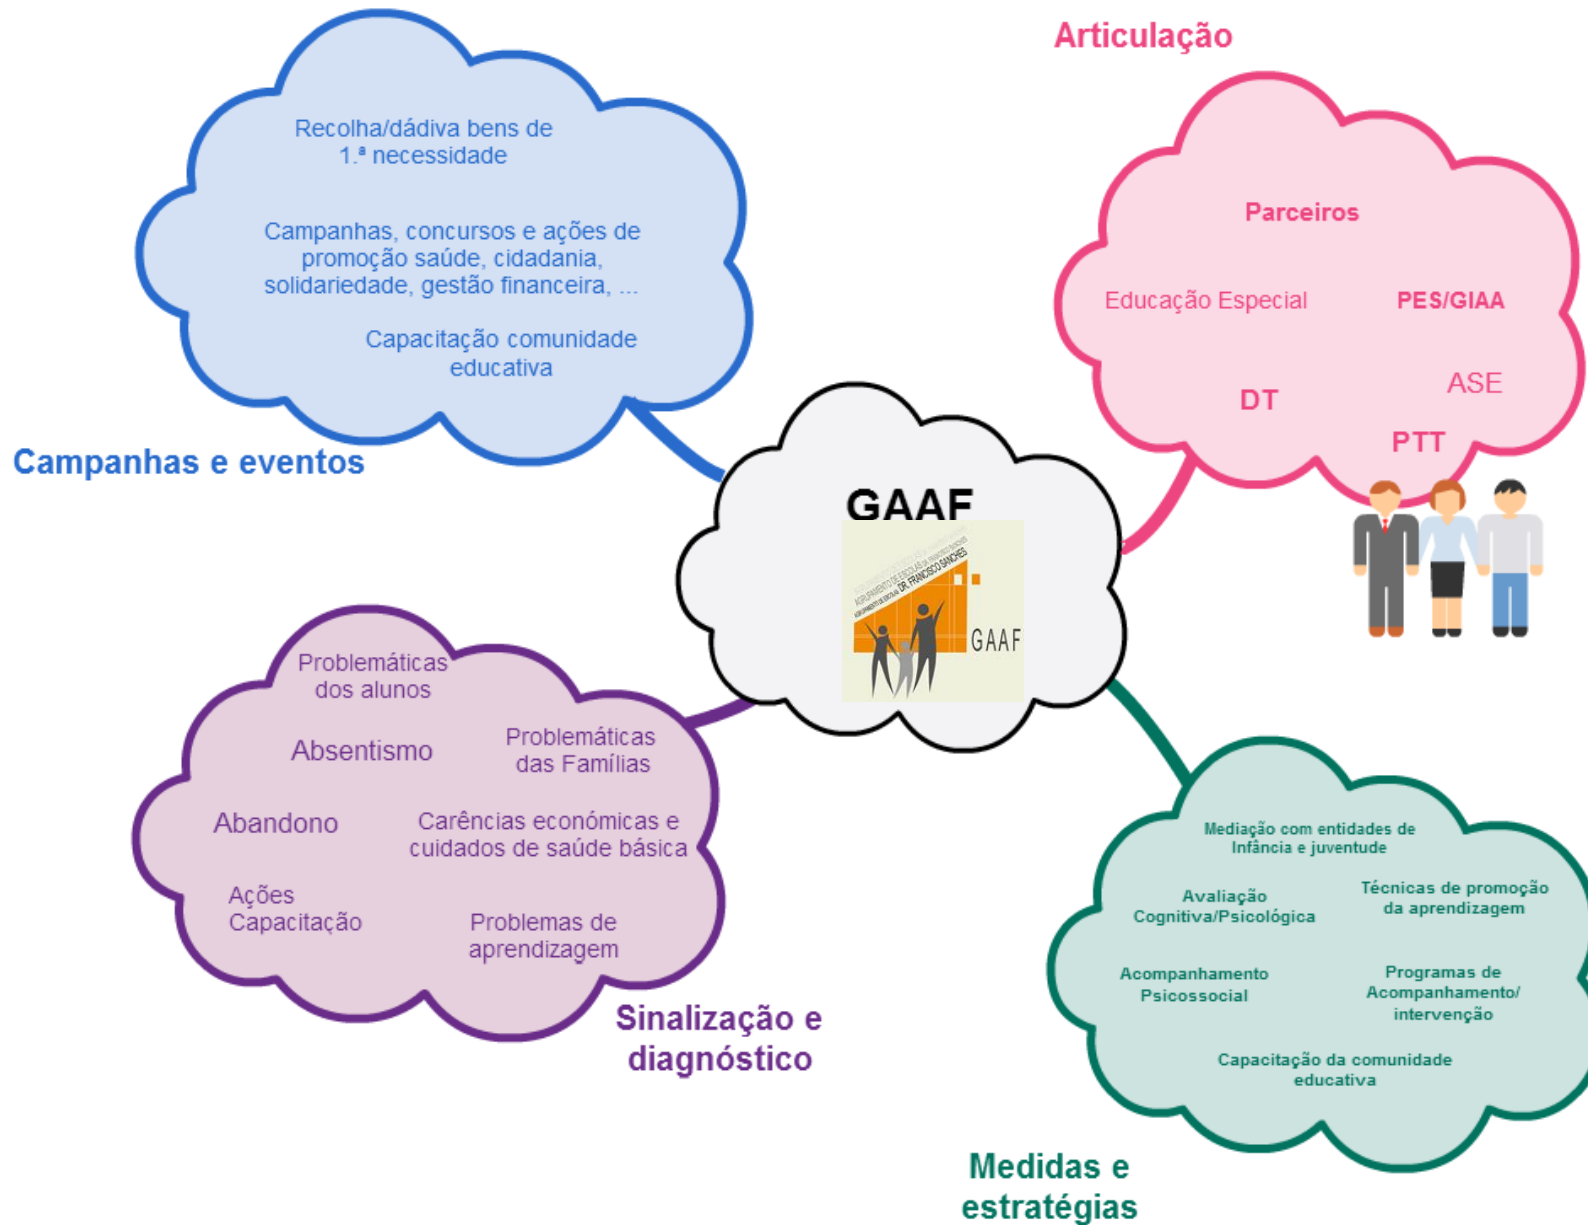 Articulação
Recolha/dádiva bens de
1.ª necessidade
Campanhas, concursos e ações de
promoção saúde, cidadania,
solidariedade, gestão financeira, ...
Capacitação comunidade
educativa
Campanhas e eventos
Parceiros
Educação Especial
PES/GIAA
DT
ASE
PTT
GAAF
AGRUPAMENTO DE ESCOLAS DR. FRANCISCO SANCHES
GAAF
Problemáticas
dos alunos
Absentismo
Problemáticas
das Famílias
Abandono
Carências económicas e
cuidados de saúde básica
Ações
Capacitação
Problemas de
aprendizagem
Sinalização e
diagnóstico
Mediação com entidades de
Infância e juventude
Avaliação
Cognitiva/Psicológica
Técnicas de promoção
da aprendizagem
Acompanhamento
Psicossocial
Programas de
Acompanhamento/
intervenção
Capacitação da comunidade
educativa
Medidas e
estratégias